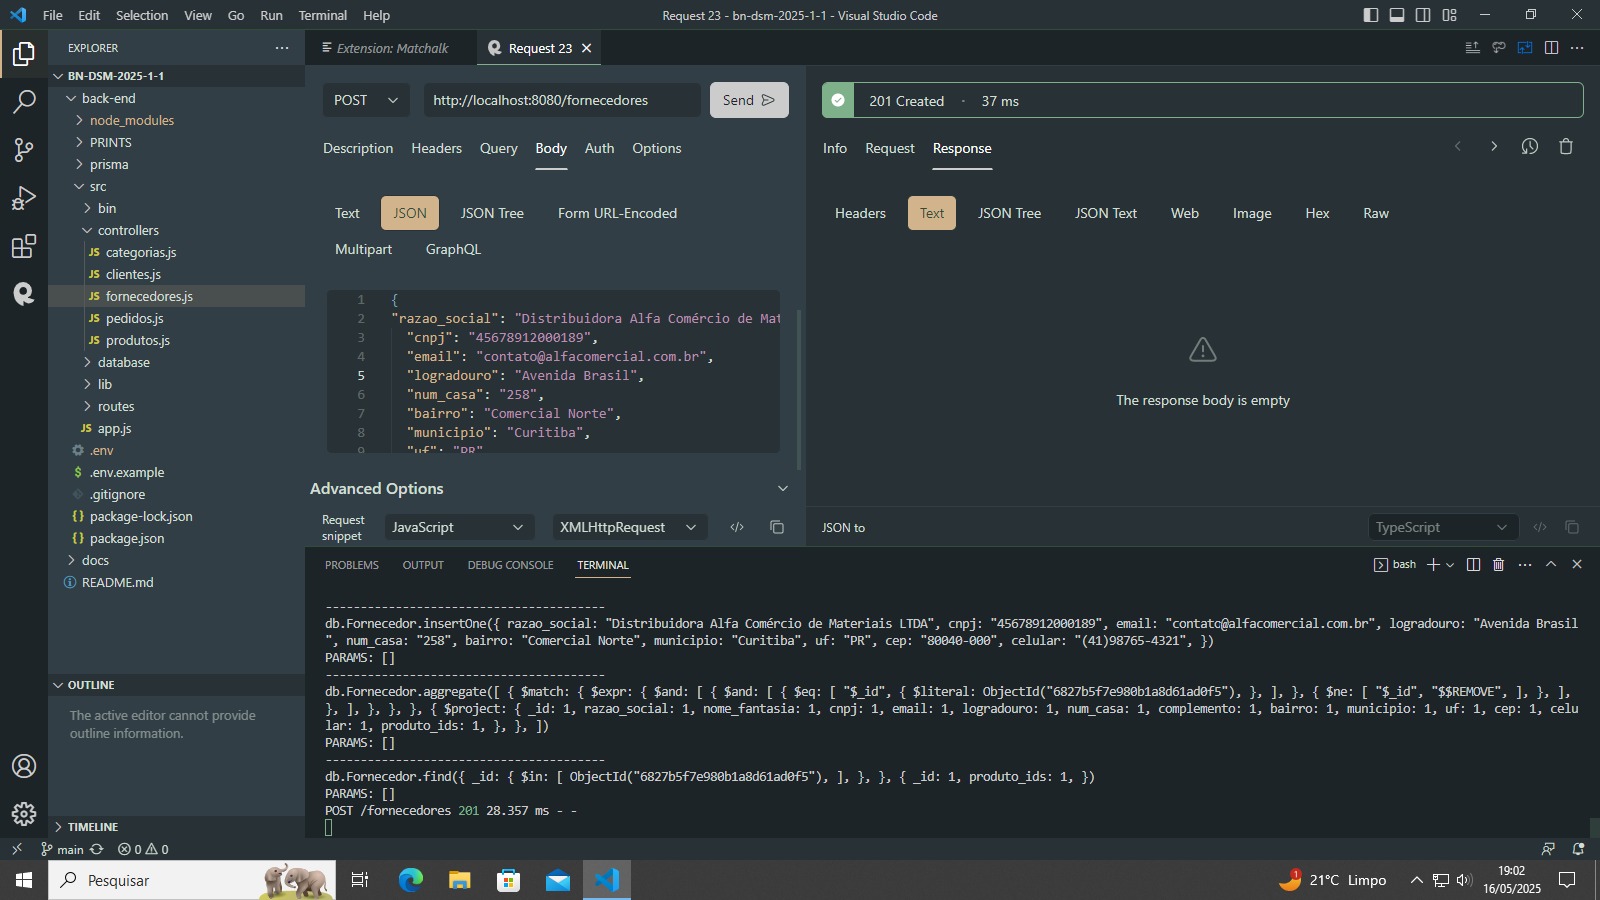 File Edit Selection View Go Run Terminal Help
Request 23 - bn-dsm-2025-1-1 - Visual Studio Code
EXPLORER
BN-DSM-2025-1-1
back-end
node_modules
PRINTS
prisma
src
bin
controllers
JS categorias.js
JS clientes.js
JS fornecedores.js
JS pedidos.js
JS produtos.js
database
lib
routes
JS app.js
.env
$ .env.example
.gitignore
{} package-lock.json
{} package.json
docs
README.md
OUTLINE
The active editor cannot provide
outline information.
TIMELINE
Extension: Matchalk
Request 23
POST
http://localhost:8080/fornecedores
Send
Description Headers Query Body Auth Options
Text JSON JSON Tree Form URL-Encoded
Multipart GraphQL
1 {
2 "razao_social": "Distribuidora Alfa Comércio de Mat
3 "cnpj": "45678912000189",
4 "email": "contato@alfacomercial.com.br",
5 "logradouro": "Avenida Brasil",
6 "num_casa": "258",
7 "bairro": "Comercial Norte",
8 "municipio": "Curitiba",
9 "uf": "PR"
Advanced Options
Request
snippet
JavaScript
XMLHttpRequest
201 Created · 37 ms
Info Request Response
Headers Text JSON Tree JSON Text Web Image Hex Raw
The response body is empty
JSON to
TypeScript
PROBLEMS OUTPUT DEBUG CONSOLE TERMINAL
bash
----------------------------------------
db.Fornecedor.insertOne({ razao_social: "Distribuidora Alfa Comércio de Materiais LTDA", cnpj: "45678912000189", email: "contato@alfacomercial.com.br", logradouro: "Avenida Brasil
", num_casa: "258", bairro: "Comercial Norte", municipio: "Curitiba", uf: "PR", cep: "80040-000", celular: "(41)98765-4321", })
PARAMS: []
----------------------------------------
db.Fornecedor.aggregate([ { $match: { $expr: { $and: [ { $and: [ { $eq: [ "$_id", { $literal: ObjectId("6827b5f7e980b1a8d61ad0f5"), }, ], }, { $ne: [ "$_id", "$$REMOVE", ], }, ],
}, ], }, }, }, { $project: { _id: 1, razao_social: 1, nome_fantasia: 1, cnpj: 1, email: 1, logradouro: 1, num_casa: 1, complemento: 1, bairro: 1, municipio: 1, uf: 1, cep: 1, celu
lar: 1, produto_ids: 1, }, }, ])
PARAMS: []
----------------------------------------
db.Fornecedor.find({ _id: { $in: [ ObjectId("6827b5f7e980b1a8d61ad0f5"), ], }, }, { _id: 1, produto_ids: 1, })
PARAMS: []
POST /fornecedores 201 28.357 ms - -
main 0 0
Pesquisar
1
21°C Limpo
19:02
16/05/2025